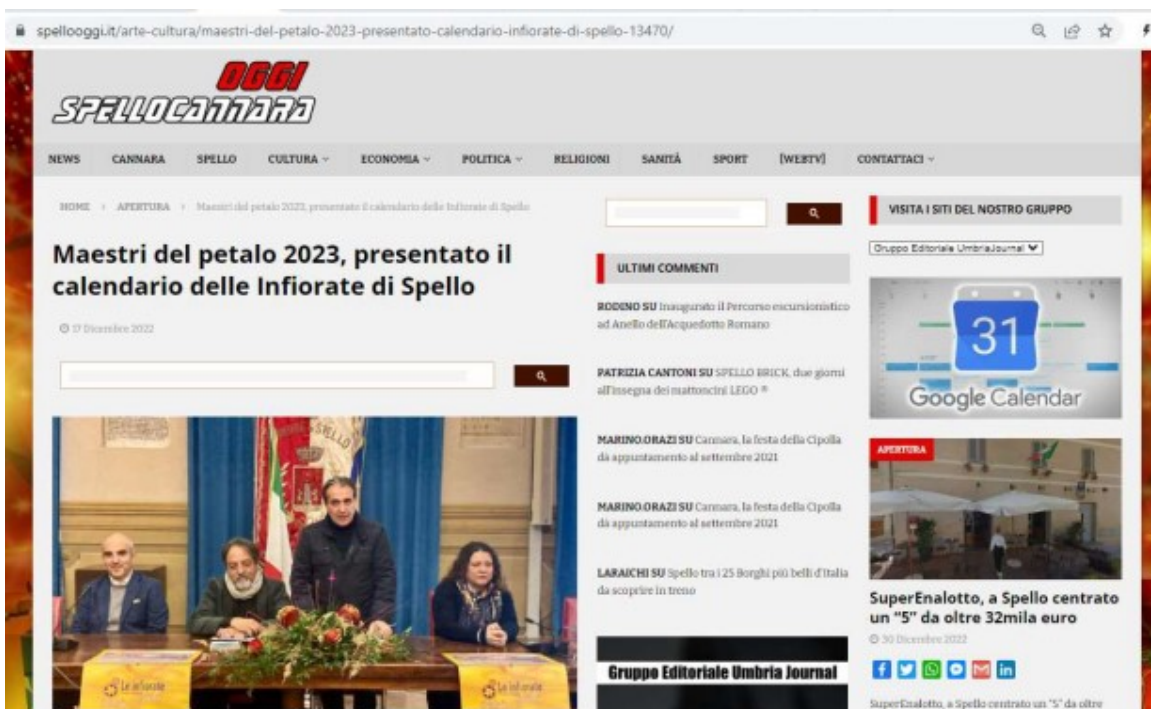 spellooggi.it/arte-cultura/maestri-del-petalo-2023-presentato-calendario-infiorate-di-spello-13470/
OGGI
SPELLOCANNARA
NEWS CANNARA SPELLO CULTURA ECONOMIA POLITICA RELIGIONI SANITÀ SPORT [WEBTV] CONTATTACI
HOME › APERTURA › Maestri del petalo 2023, presentato il calendario delle Infiorate di Spello
Maestri del petalo 2023, presentato il
calendario delle Infiorate di Spello
17 Dicembre 2022
SPELLO
Le infiorate
Le infiorate
ULTIMI COMMENTI
RODINO SU Inaugurato il Percorso escursionistico
ad Anello dell'Acquedotto Romano
PATRIZIA CANTONI SU SPELLO BRICK, due giorni
all'insegna dei mattoncini LEGO ®
MARINO.ORAZI SU Cannara, la festa della Cipolla
dà appuntamento al settembre 2021
MARINO.ORAZI SU Cannara, la festa della Cipolla
dà appuntamento al settembre 2021
LARAICHI SU Spello tra i 25 Borghi più belli d'Italia
da scoprire in treno
Gruppo Editoriale Umbria Journal
VISITA I SITI DEL NOSTRO GRUPPO
Gruppo Editoriale UmbriaJournal
31
Google Calendar
APERTURA
SuperEnalotto, a Spello centrato
un "5" da oltre 32mila euro
30 Dicembre 2022
SuperEnalotto, a Spello centrato un "5" da oltre